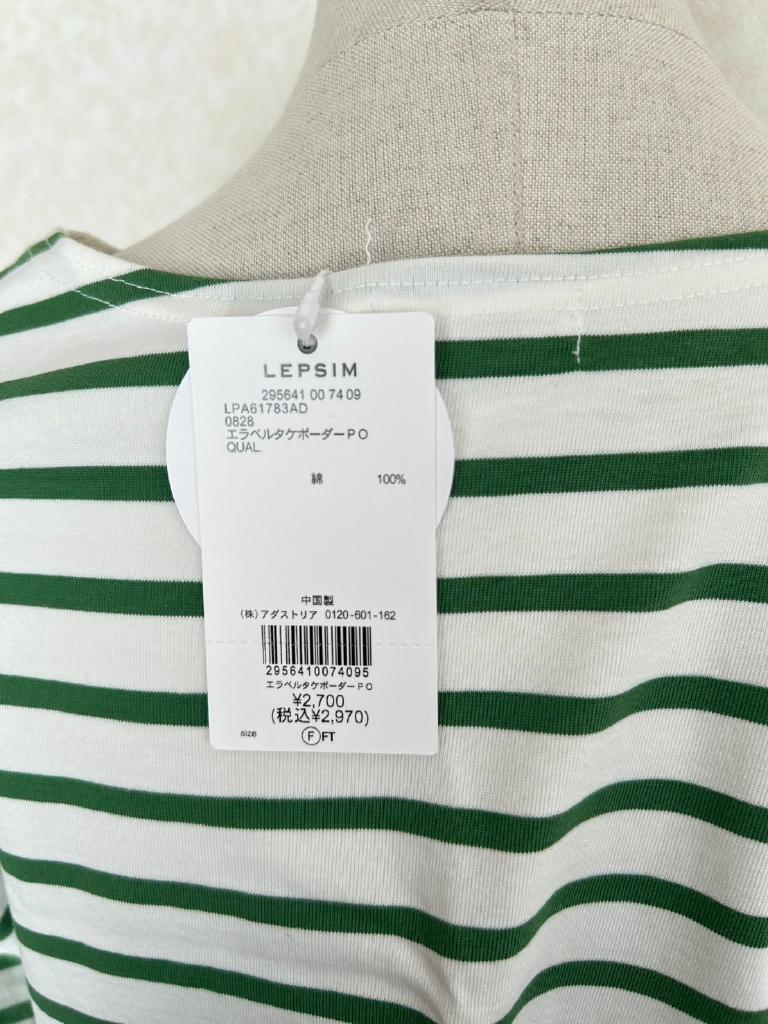 LEPSIM
295641 00 74 09
LPA61783AD
0828
エラベルタケボーダーPO
QUAL.
綿 100%
中国製
(株)アダストリア 0120-601-162
2956410074095
エラベルタケボーダーPO
¥2,700
(税込¥2,970)
size Ⓕ FT